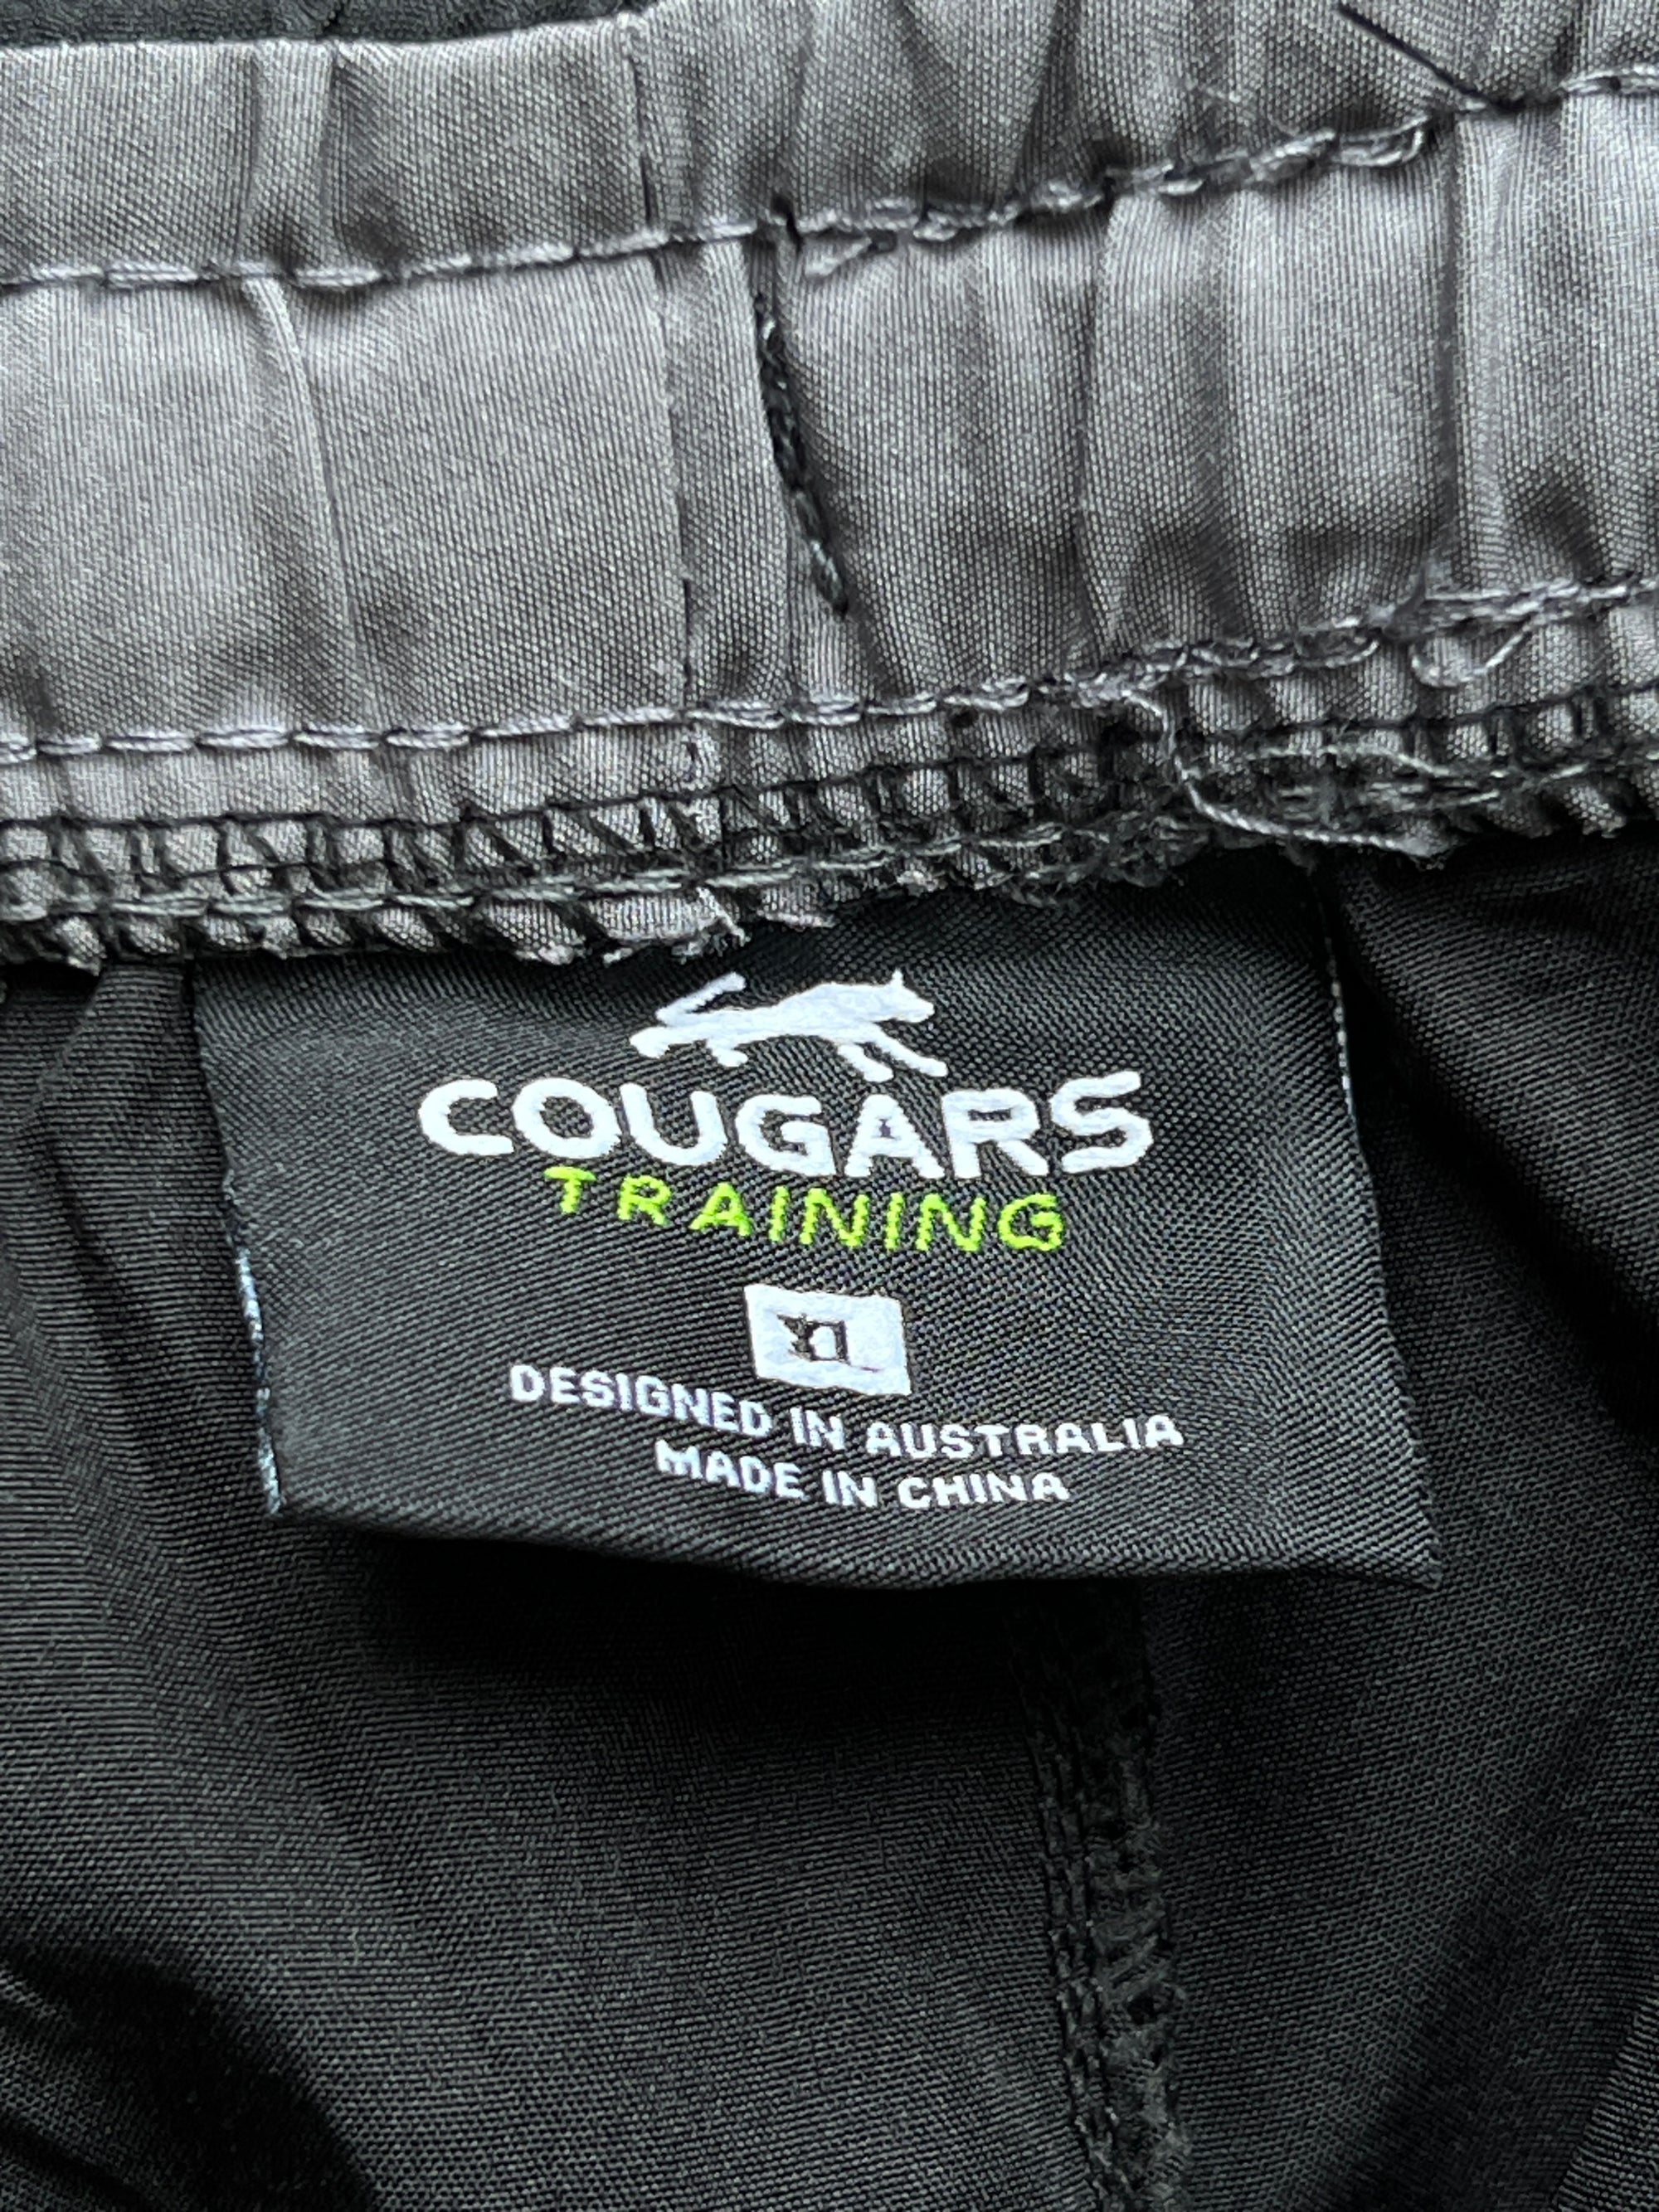 COUGARS
TRAINING
XL
DESIGNED IN AUSTRALIA
MADE IN CHINA